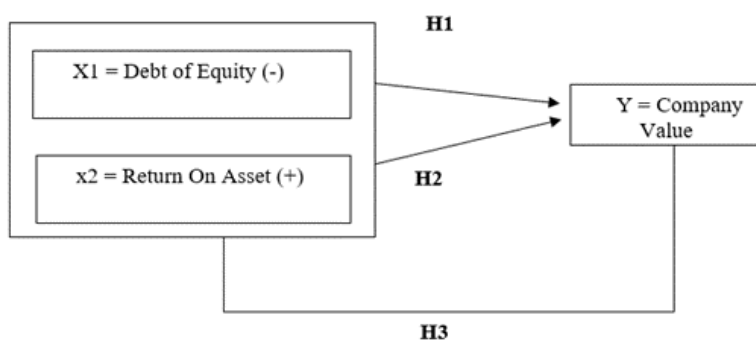 H1
X1 = Debt of Equity (-)
Y = Company
Value
x2 = Return On Asset (+)
H2
H3